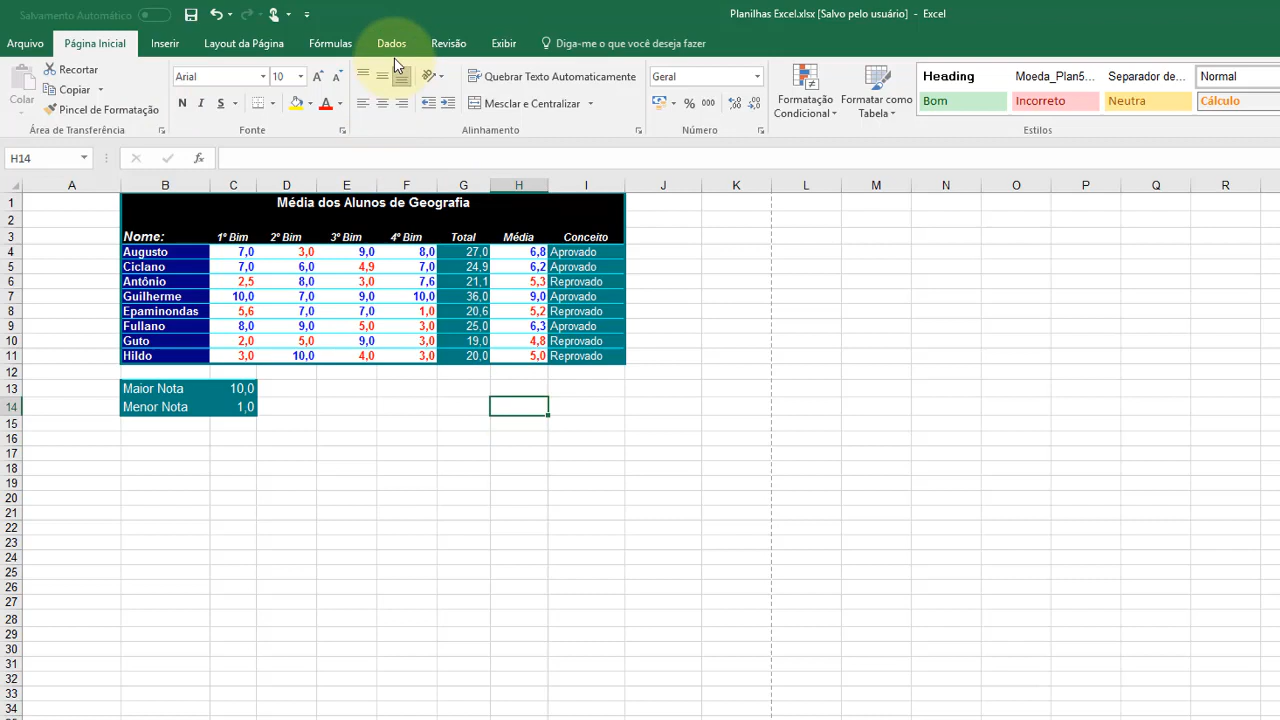 Salvamento Automático
Planilhas Excel.xlsx [Salvo pelo usuário] - Excel
Arquivo Página Inicial Inserir Layout da Página Fórmulas Dados Revisão Exibir Diga-me o que você deseja fazer
Colar Recortar Copiar Pincel de Formatação
Arial 10
N I S
Quebrar Texto Automaticamente
Mesclar e Centralizar
Geral
% 000
Formatação Condicional
Formatar como Tabela
Heading Moeda_Plan5... Separador de... Normal
Bom Incorreto Neutra Cálculo
Área de Transferência Fonte Alinhamento Número Estilos
H14 fx
A B C D E F G H I J K L M N O P Q R
1 Média dos Alunos de Geografia
2
3 Nome: 1º Bim 2º Bim 3º Bim 4º Bim Total Média Conceito
4 Augusto 7,0 3,0 9,0 8,0 27,0 6,8 Aprovado
5 Ciclano 7,0 6,0 4,9 7,0 24,9 6,2 Aprovado
6 Antônio 2,5 8,0 3,0 7,6 21,1 5,3 Reprovado
7 Guilherme 10,0 7,0 9,0 10,0 36,0 9,0 Aprovado
8 Epaminondas 5,6 7,0 7,0 1,0 20,6 5,2 Reprovado
9 Fullano 8,0 9,0 5,0 3,0 25,0 6,3 Aprovado
10 Guto 2,0 5,0 9,0 3,0 19,0 4,8 Reprovado
11 Hildo 3,0 10,0 4,0 3,0 20,0 5,0 Reprovado
12
13 Maior Nota 10,0
14 Menor Nota 1,0
15
16
17
18
19
20
21
22
23
24
25
26
27
28
29
30
31
32
33
34